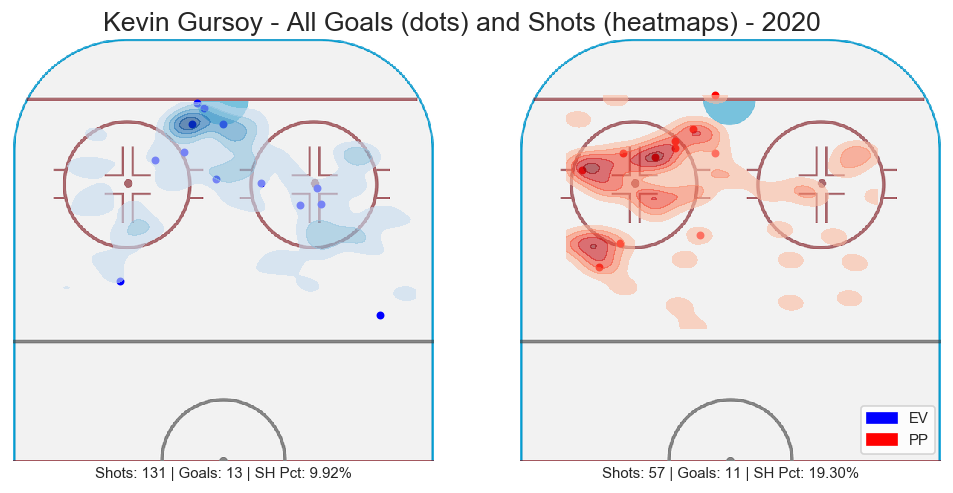 Kevin Gursoy - All Goals (dots) and Shots (heatmaps) - 2020
EV
PP
Shots: 131 | Goals: 13 | SH Pct: 9.92%
Shots: 57 | Goals: 11 | SH Pct: 19.30%